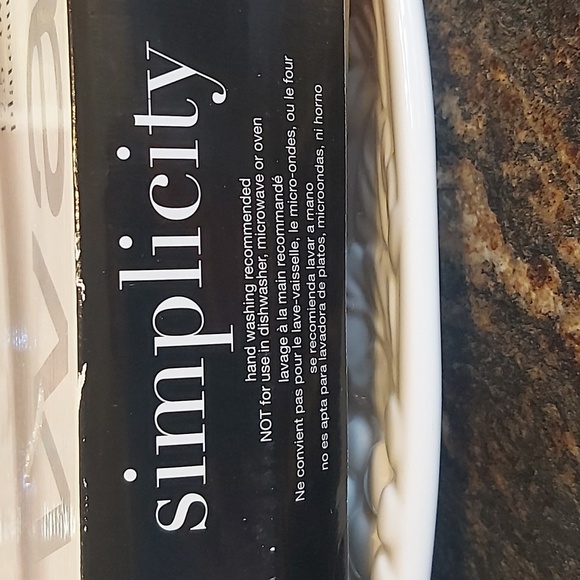 simplicity
hand washing recommended
NOT for use in dishwasher, microwave or oven
lavage à la main recommandé
Ne convient pas pour le lave-vaisselle, le micro-ondes, ou le four
se recomienda lavar a mano
no es apta para lavadora de platos, microondas, ni horno